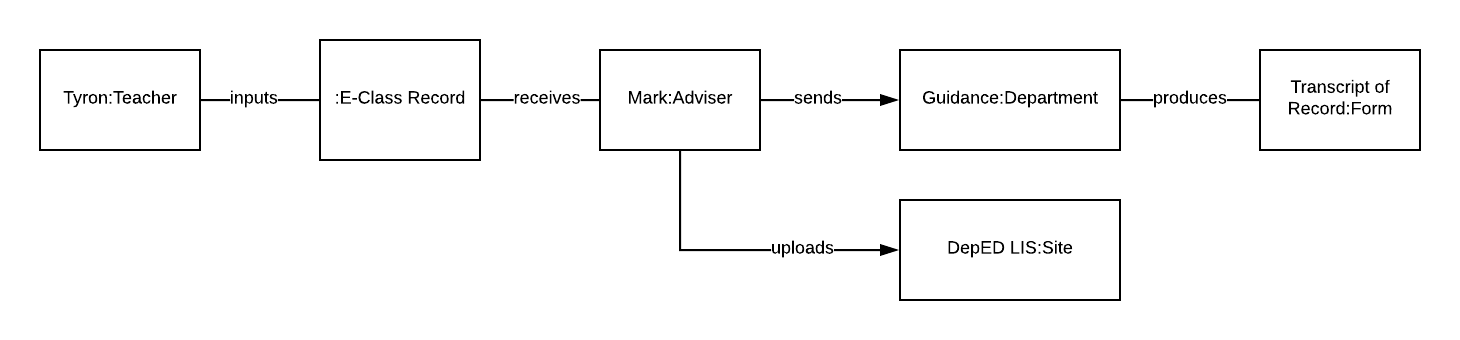 Tyron:Teacher
inputs
:E-Class Record
receives
Mark:Adviser
sends
Guidance:Department
produces
Transcript of
Record:Form
uploads
DepED LIS:Site